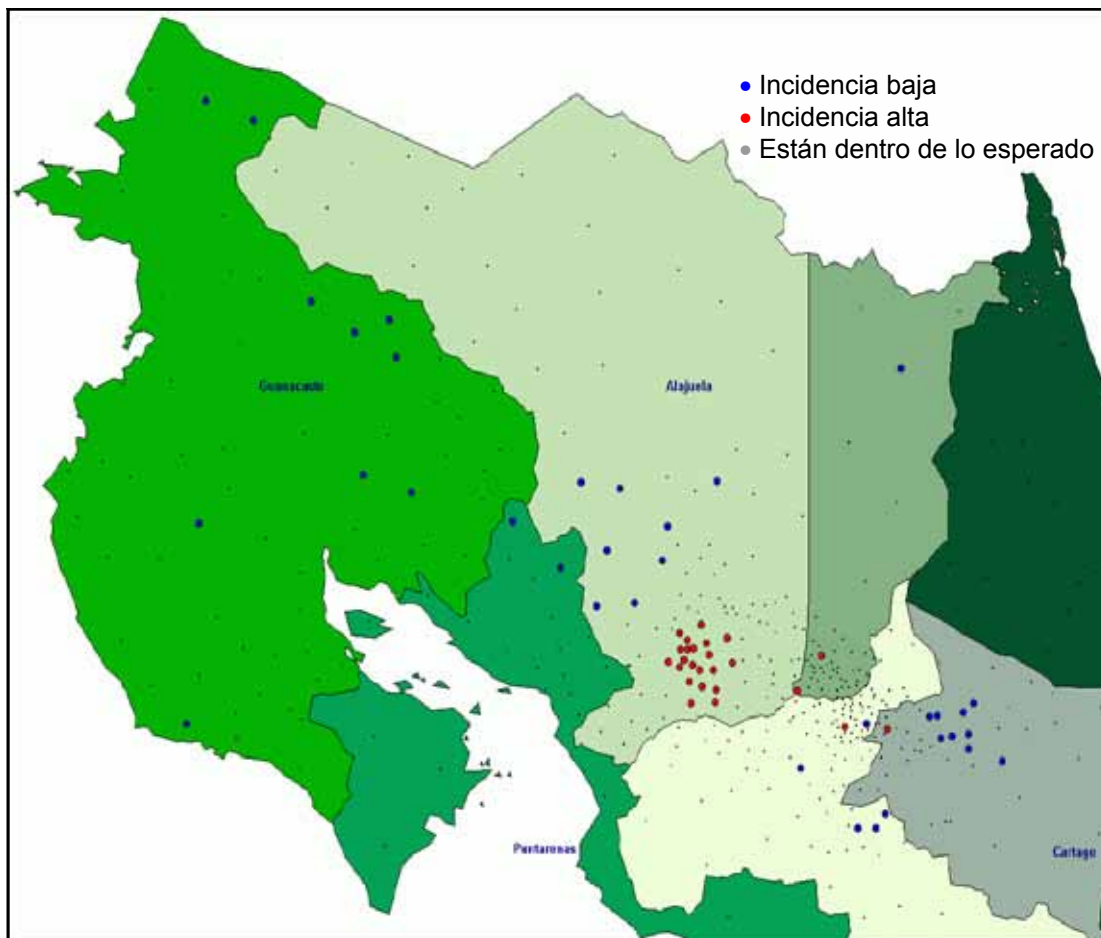 Incidencia baja
Incidencia alta
Están dentro de lo esperado
Guanacaste
Alajuela
Puntarenas
Cartago